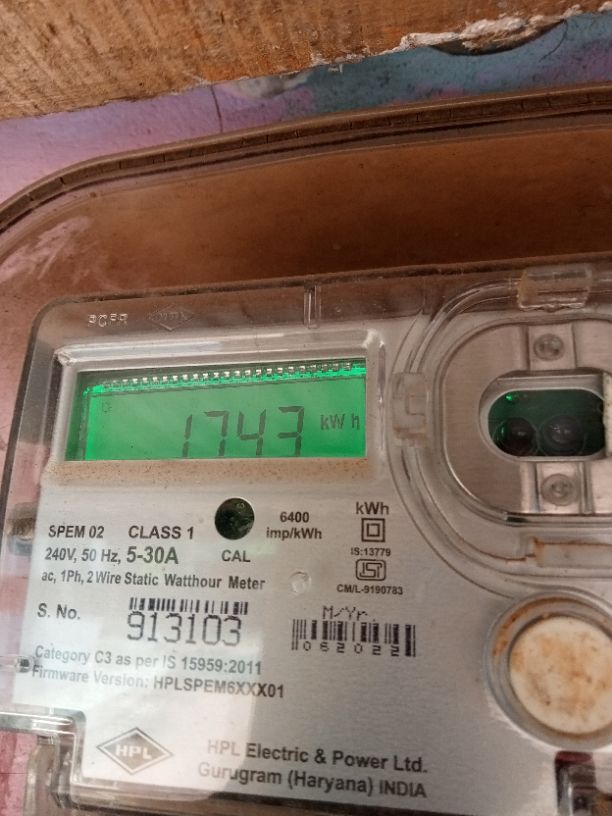 1743 kWh
SPEM 02 CLASS 1
240V, 50 Hz, 5-30A
ac, 1Ph, 2 Wire Static Watthour Meter
CAL
6400
imp/kWh
kWh
IS:13779
ISI
CM/L-9190783
S. No.
913103
M/Yr.
062022
Category C3 as per IS 15959:2011
Firmware Version: HPLSPEM6XXX01
HPL
HPL Electric & Power Ltd.
Gurugram (Haryana) INDIA